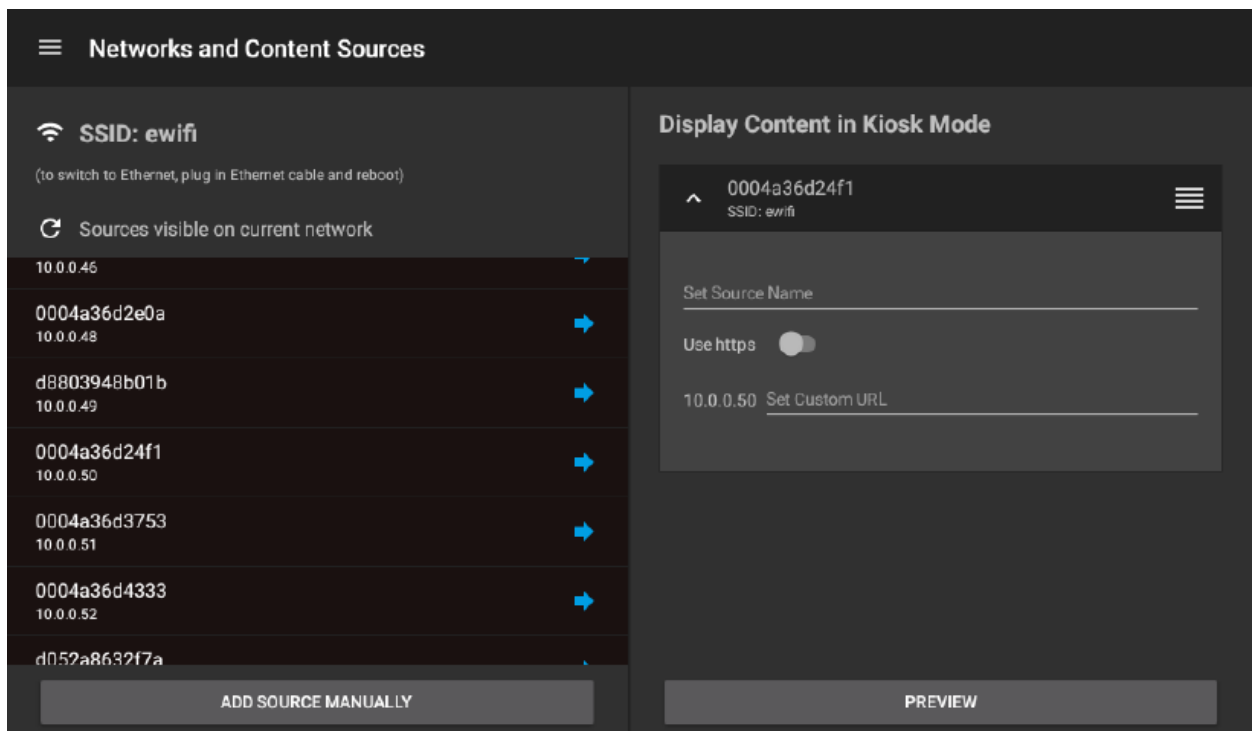 Networks and Content Sources
SSID: ewifi
(to switch to Ethernet, plug in Ethernet cable and reboot)
Sources visible on current network
10.0.0.46
0004a36d2e0a
10.0.0.48
d8803948b01b
10.0.0.49
0004a36d24f1
10.0.0.50
0004a36d3753
10.0.0.51
0004a36d4333
10.0.0.52
d052a8632f7a
ADD SOURCE MANUALLY
Display Content in Kiosk Mode
0004a36d24f1
SSID: ewifi
Set Source Name
Use https
10.0.0.50 Set Custom URL
PREVIEW